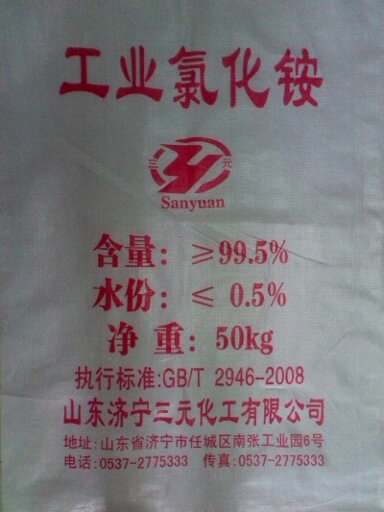 工业氯化铵
三 元
Sanyuan
含量：≥99.5%
水份：≤ 0.5%
净 重：50kg
执行标准:GB/T 2946-2008
山东济宁三元化工有限公司
地址:山东省济宁市任城区南张工业园6号
电话:0537-2775333 传真:0537-2775333